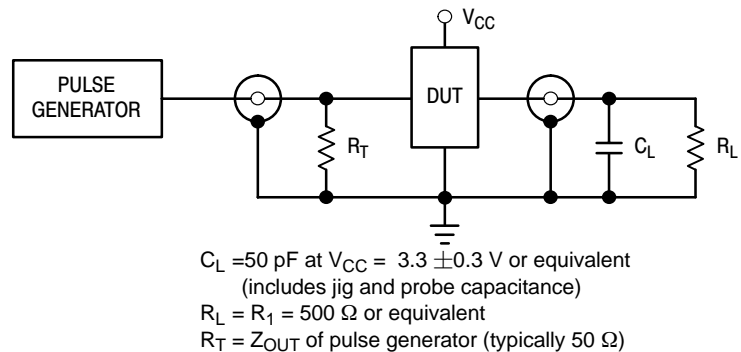 V_CC
PULSE
GENERATOR
DUT
R_T
C_L
R_L
C_L =50 pF at V_CC = 3.3 ±0.3 V or equivalent
(includes jig and probe capacitance)
R_L = R_1 = 500 Ω or equivalent
R_T = Z_OUT of pulse generator (typically 50 Ω)